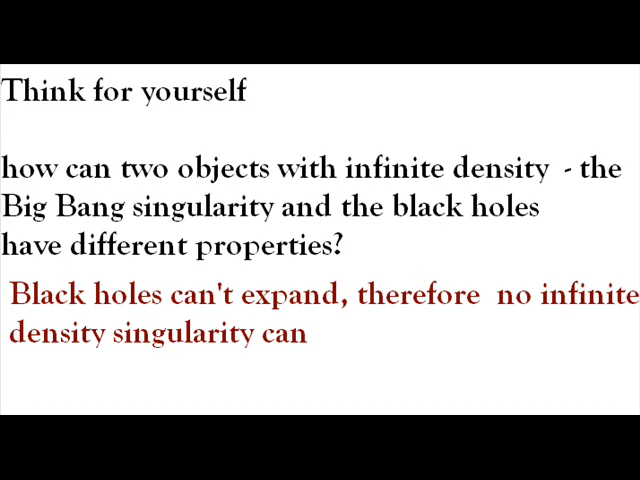 Think for yourself
how can two objects with infinite density - the
Big Bang singularity and the black holes
have different properties?
Black holes can't expand, therefore no infinite
density singularity can